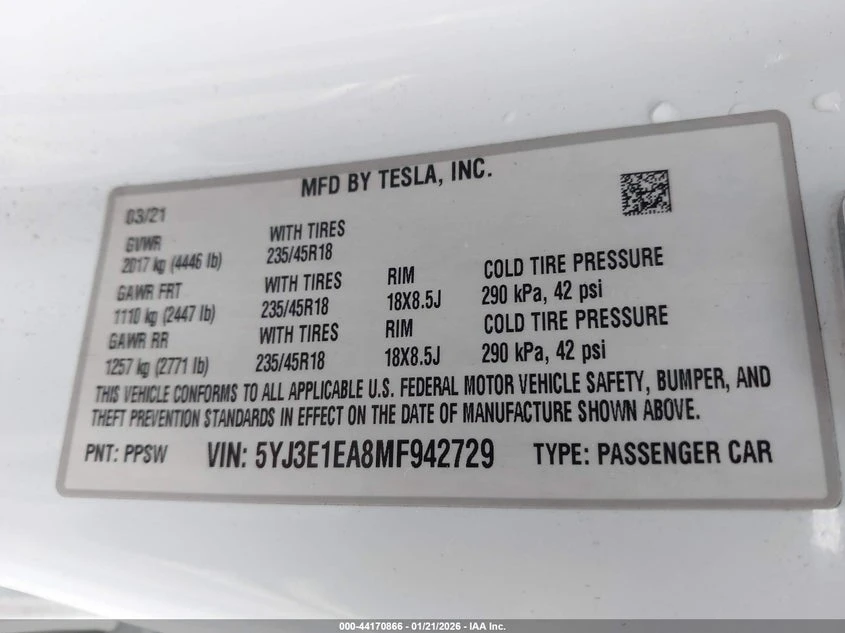 MFD BY TESLA, INC.
03/21
GVWR WITH TIRES
2017 kg (4446 lb) 235/45R18
GAWR FRT WITH TIRES RIM COLD TIRE PRESSURE
1110 kg (2447 lb) 235/45R18 18X8.5J 290 kPa, 42 psi
GAWR RR WITH TIRES RIM COLD TIRE PRESSURE
1257 kg (2771 lb) 235/45R18 18X8.5J 290 kPa, 42 psi
THIS VEHICLE CONFORMS TO ALL APPLICABLE U.S. FEDERAL MOTOR VEHICLE SAFETY, BUMPER, AND
THEFT PREVENTION STANDARDS IN EFFECT ON THE DATE OF MANUFACTURE SHOWN ABOVE.
PNT: PPSW VIN: 5YJ3E1EA8MF942729 TYPE: PASSENGER CAR
000-44170866 - 01/21/2026 - IAA Inc.